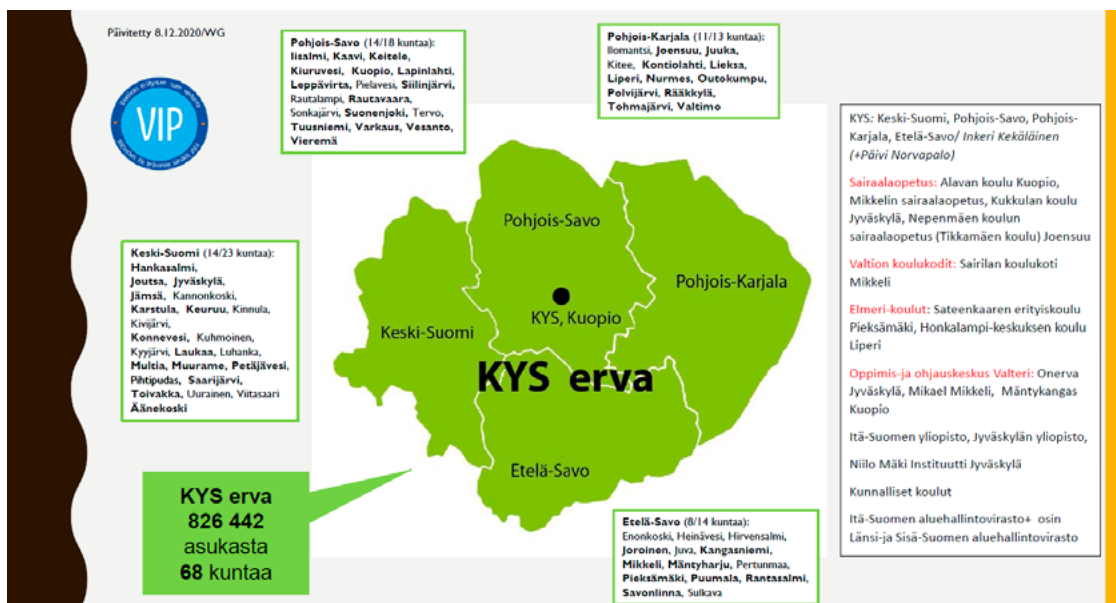 Päivitetty 8.12.2020/WG
VIP
Pohjois-Savo (14/18 kuntaa):
Iisalmi, Kaavi, Keitele,
Kiuruvesi, Kuopio, Lapinlahti,
Leppävirta, Pielavesi, Siilinjärvi,
Rautalampi, Rautavaara,
Sonkajärvi, Suonenjoki, Tervo,
Tuusniemi, Varkaus, Vesanto,
Vieremä
Pohjois-Karjala (11/13 kuntaa):
Ilomantsi, Joensuu, Juuka,
Kitee, Kontiolahti, Lieksa,
Liperi, Nurmes, Outokumpu,
Polvijärvi, Rääkkylä,
Tohmajärvi, Valtimo
Keski-Suomi (14/23 kuntaa):
Hankasalmi,
Joutsa, Jyväskylä,
Jämsä, Kannonkoski,
Karstula, Keuruu, Kinnula,
Kivijärvi,
Konnevesi, Kuhmoinen,
Kyyjärvi, Laukaa, Luhanka,
Multia, Muurame, Petäjävesi,
Pihtipudas, Saarijärvi,
Toivakka, Uurainen, Viitasaari
Äänekoski
Pohjois-Savo
Pohjois-Karjala
KYS, Kuopio
Keski-Suomi
KYS erva
Etelä-Savo
KYS erva
826 442
asukasta
68 kuntaa
Etelä-Savo (8/14 kuntaa):
Enonkoski, Heinävesi, Hirvensalmi,
Joroinen, Juva, Kangasniemi,
Mikkeli, Mäntyharju, Pertunmaa,
Pieksämäki, Puumala, Rantasalmi,
Savonlinna, Sulkava
KYS: Keski-Suomi, Pohjois-Savo, Pohjois-
Karjala, Etelä-Savo/ Inkeri Kekäläinen
(+Päivi Norvapalo)
Sairaalaopetus: Alavan koulu Kuopio,
Mikkelin sairaalaopetus, Kukkulan koulu
Jyväskylä, Nepenmäen koulun
sairaalaopetus (Tikkamäen koulu) Joensuu
Valtion koulukodit: Sairilan koulukoti
Mikkeli
Elmeri-koulut: Sateenkaaren erityiskoulu
Pieksämäki, Honkalampi-keskuksen koulu
Liperi
Oppimis-ja ohjauskeskus Valteri: Onerva
Jyväskylä, Mikael Mikkeli, Mäntykangas
Kuopio
Itä-Suomen yliopisto, Jyväskylän yliopisto,
Niilo Mäki Instituutti Jyväskylä
Kunnalliset koulut
Itä-Suomen aluehallintovirasto+ osin
Länsi-ja Sisä-Suomen aluehallintovirasto